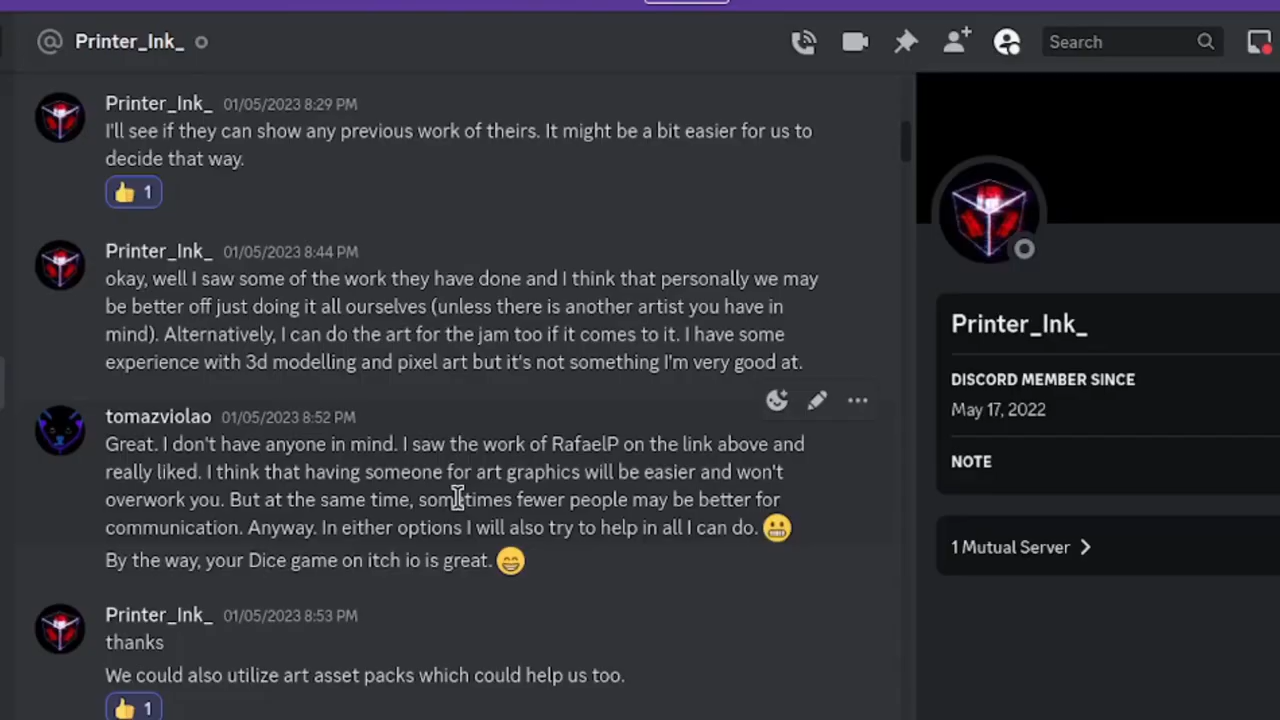 Printer_Ink_
Search
Printer_Ink_ 01/05/2023 8:29 PM
I'll see if they can show any previous work of theirs. It might be a bit easier for us to
decide that way.
👍 1
Printer_Ink_ 01/05/2023 8:44 PM
okay, well I saw some of the work they have done and I think that personally we may
be better off just doing it all ourselves (unless there is another artist you have in
mind). Alternatively, I can do the art for the jam too if it comes to it. I have some
experience with 3d modelling and pixel art but it's not something I'm very good at.
tomazviolao 01/05/2023 8:52 PM
Great. I don't have anyone in mind. I saw the work of RafaelP on the link above and
really liked. I think that having someone for art graphics will be easier and won't
overwork you. But at the same time, sometimes fewer people may be better for
communication. Anyway. In either options I will also try to help in all I can do. 😬
By the way, your Dice game on itch io is great. 😄
Printer_Ink_ 01/05/2023 8:53 PM
thanks
We could also utilize art asset packs which could help us too.
👍 1
Printer_Ink_
DISCORD MEMBER SINCE
May 17, 2022
NOTE
1 Mutual Server